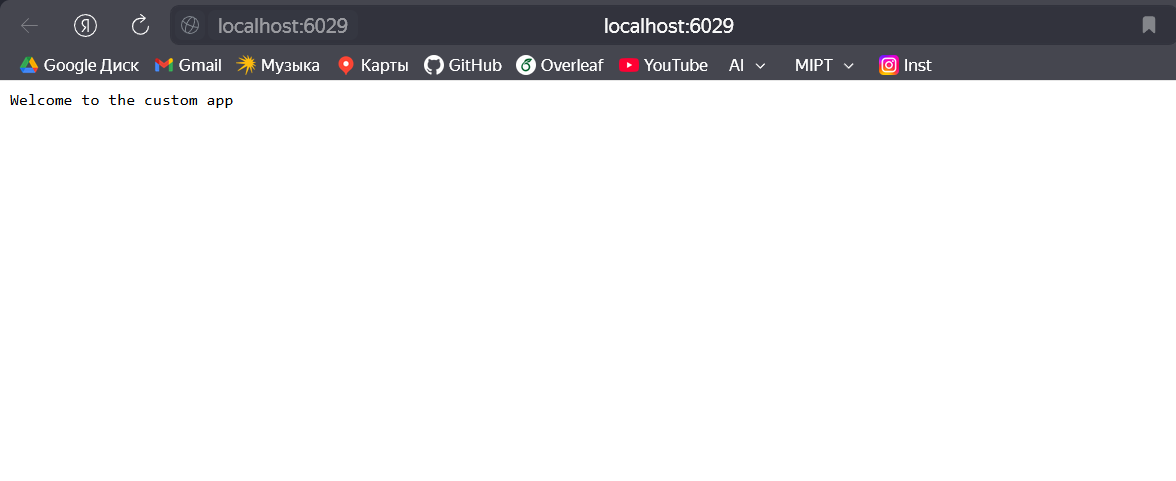 Я localhost:6029 localhost:6029
Google Диск Gmail Музыка Карты GitHub Overleaf YouTube AI MIPT Inst
Welcome to the custom app